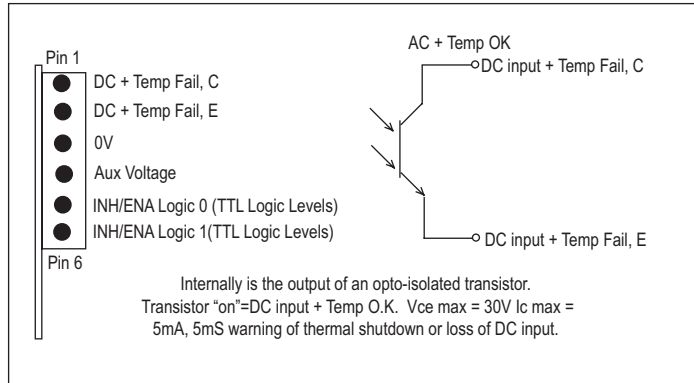 Pin 1
DC + Temp Fail, C
DC + Temp Fail, E
0V
Aux Voltage
INH/ENA Logic 0 (TTL Logic Levels)
INH/ENA Logic 1(TTL Logic Levels)
Pin 6
AC + Temp OK
DC input + Temp Fail, C
DC input + Temp Fail, E
Internally is the output of an opto-isolated transistor.
Transistor “on”=DC input + Temp O.K. Vce max = 30V Ic max =
5mA, 5mS warning of thermal shutdown or loss of DC input.